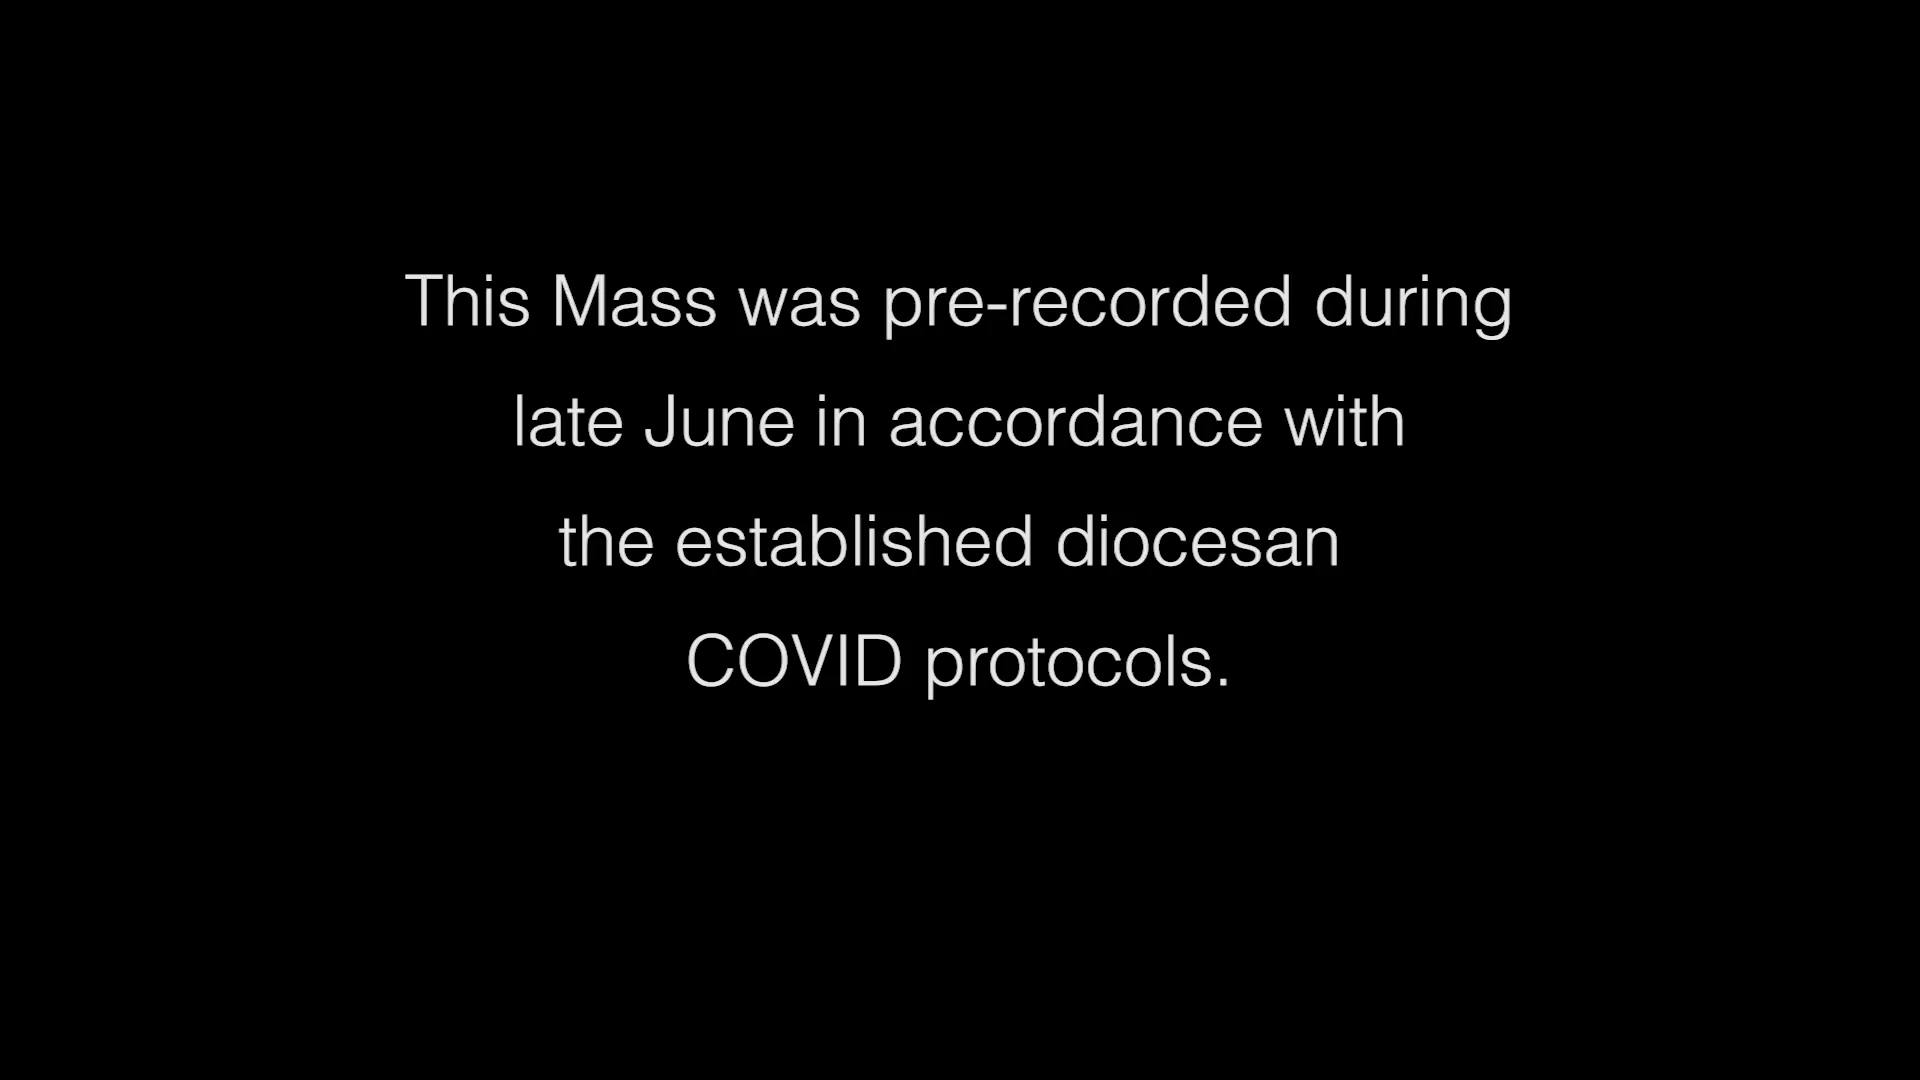 This Mass was pre-recorded during
late June in accordance with
the established diocesan
COVID protocols.